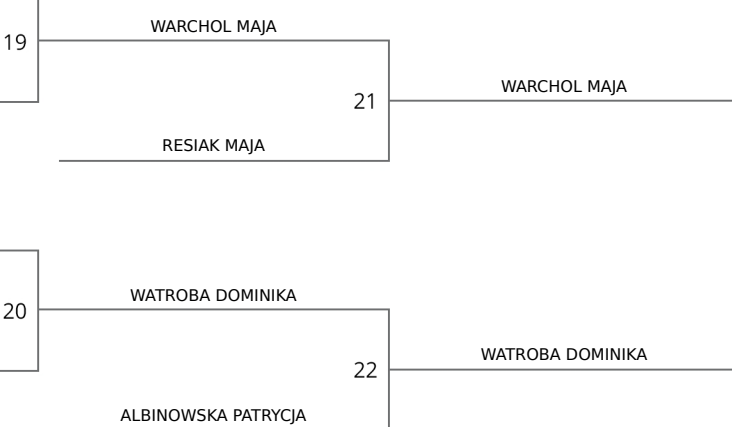 WARCHOL MAJA
19
WARCHOL MAJA
21
RESIAK MAJA
WATROBA DOMINIKA
20
WATROBA DOMINIKA
22
ALBINOWSKA PATRYCJA